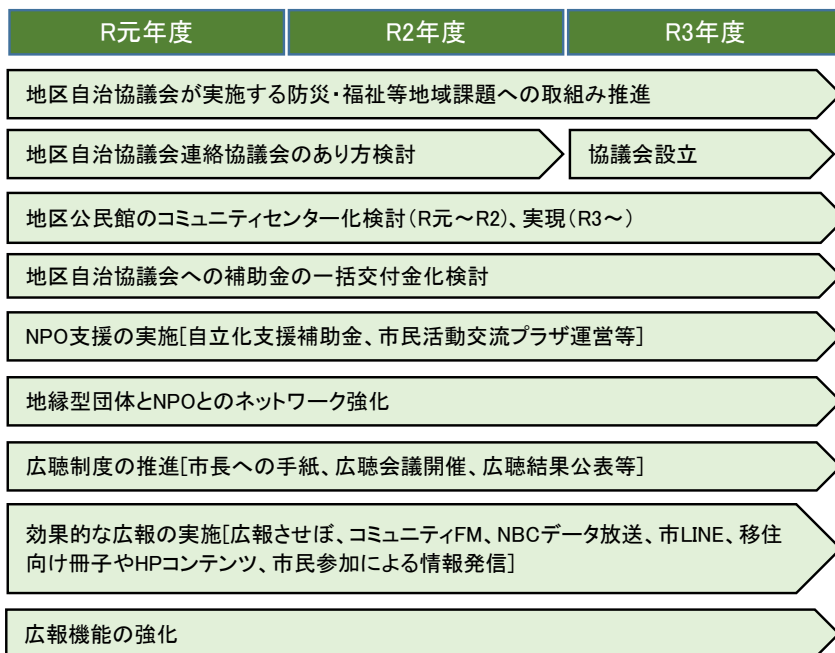 R元年度 R2年度 R3年度
地区自治協議会が実施する防災・福祉等地域課題への取組み推進
地区自治協議会連絡協議会のあり方検討 協議会設立
地区公民館のコミュニティセンター化検討(R元~R2)、実現(R3~)
地区自治協議会への補助金の一括交付金化検討
NPO支援の実施[自立化支援補助金、市民活動交流プラザ運営等]
地縁型団体とNPOとのネットワーク強化
広聴制度の推進[市長への手紙、広聴会議開催、広聴結果公表等]
効果的な広報の実施[広報させぼ、コミュニティFM、NBCデータ放送、市LINE、移住
向け冊子やHPコンテンツ、市民参加による情報発信]
広報機能の強化